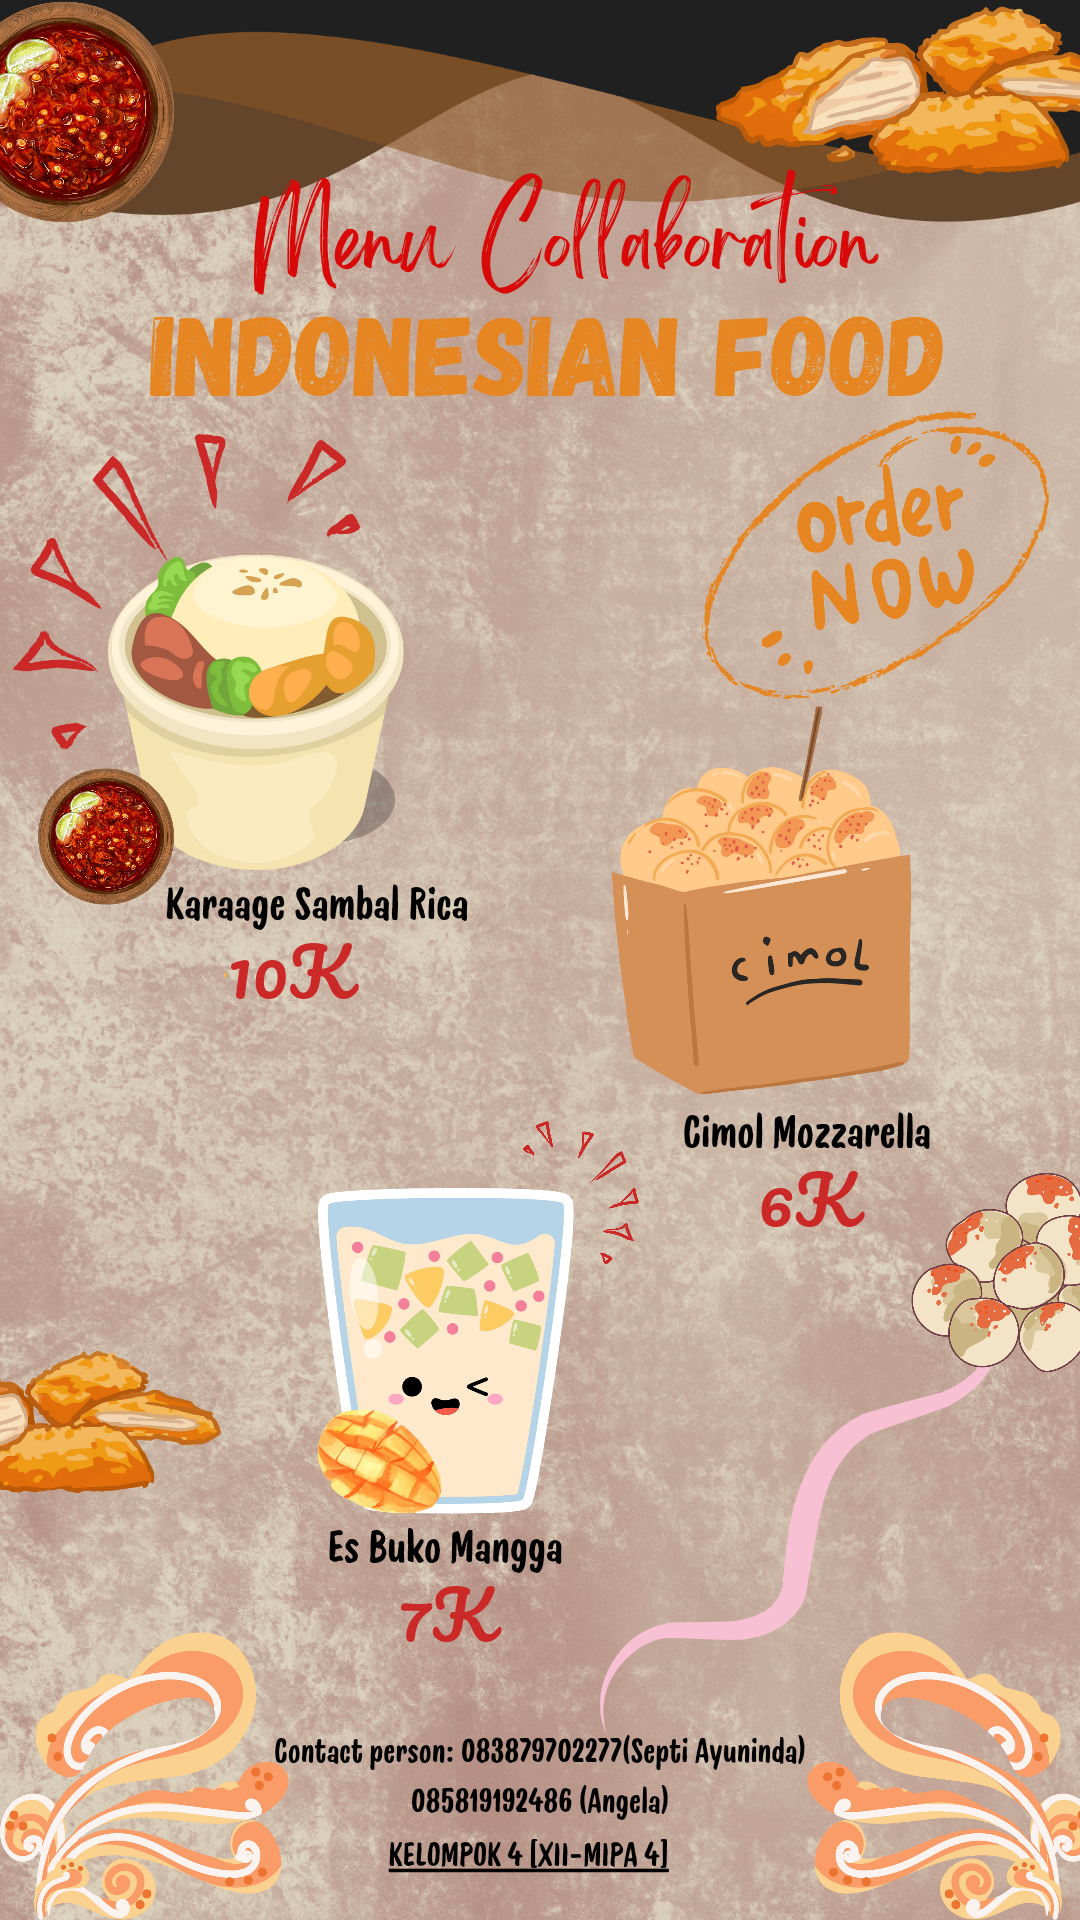 Menu Collaboration
INDONESIAN FOOD
order
NOW
Karaage Sambal Rica
10K
cimol
Cimol Mozzarella
6K
Es Buko Mangga
7K
Contact person: 083879702277(Septi Ayuninda)
085819192486 (Angela)
KELOMPOK 4 [XII-MIPA 4]